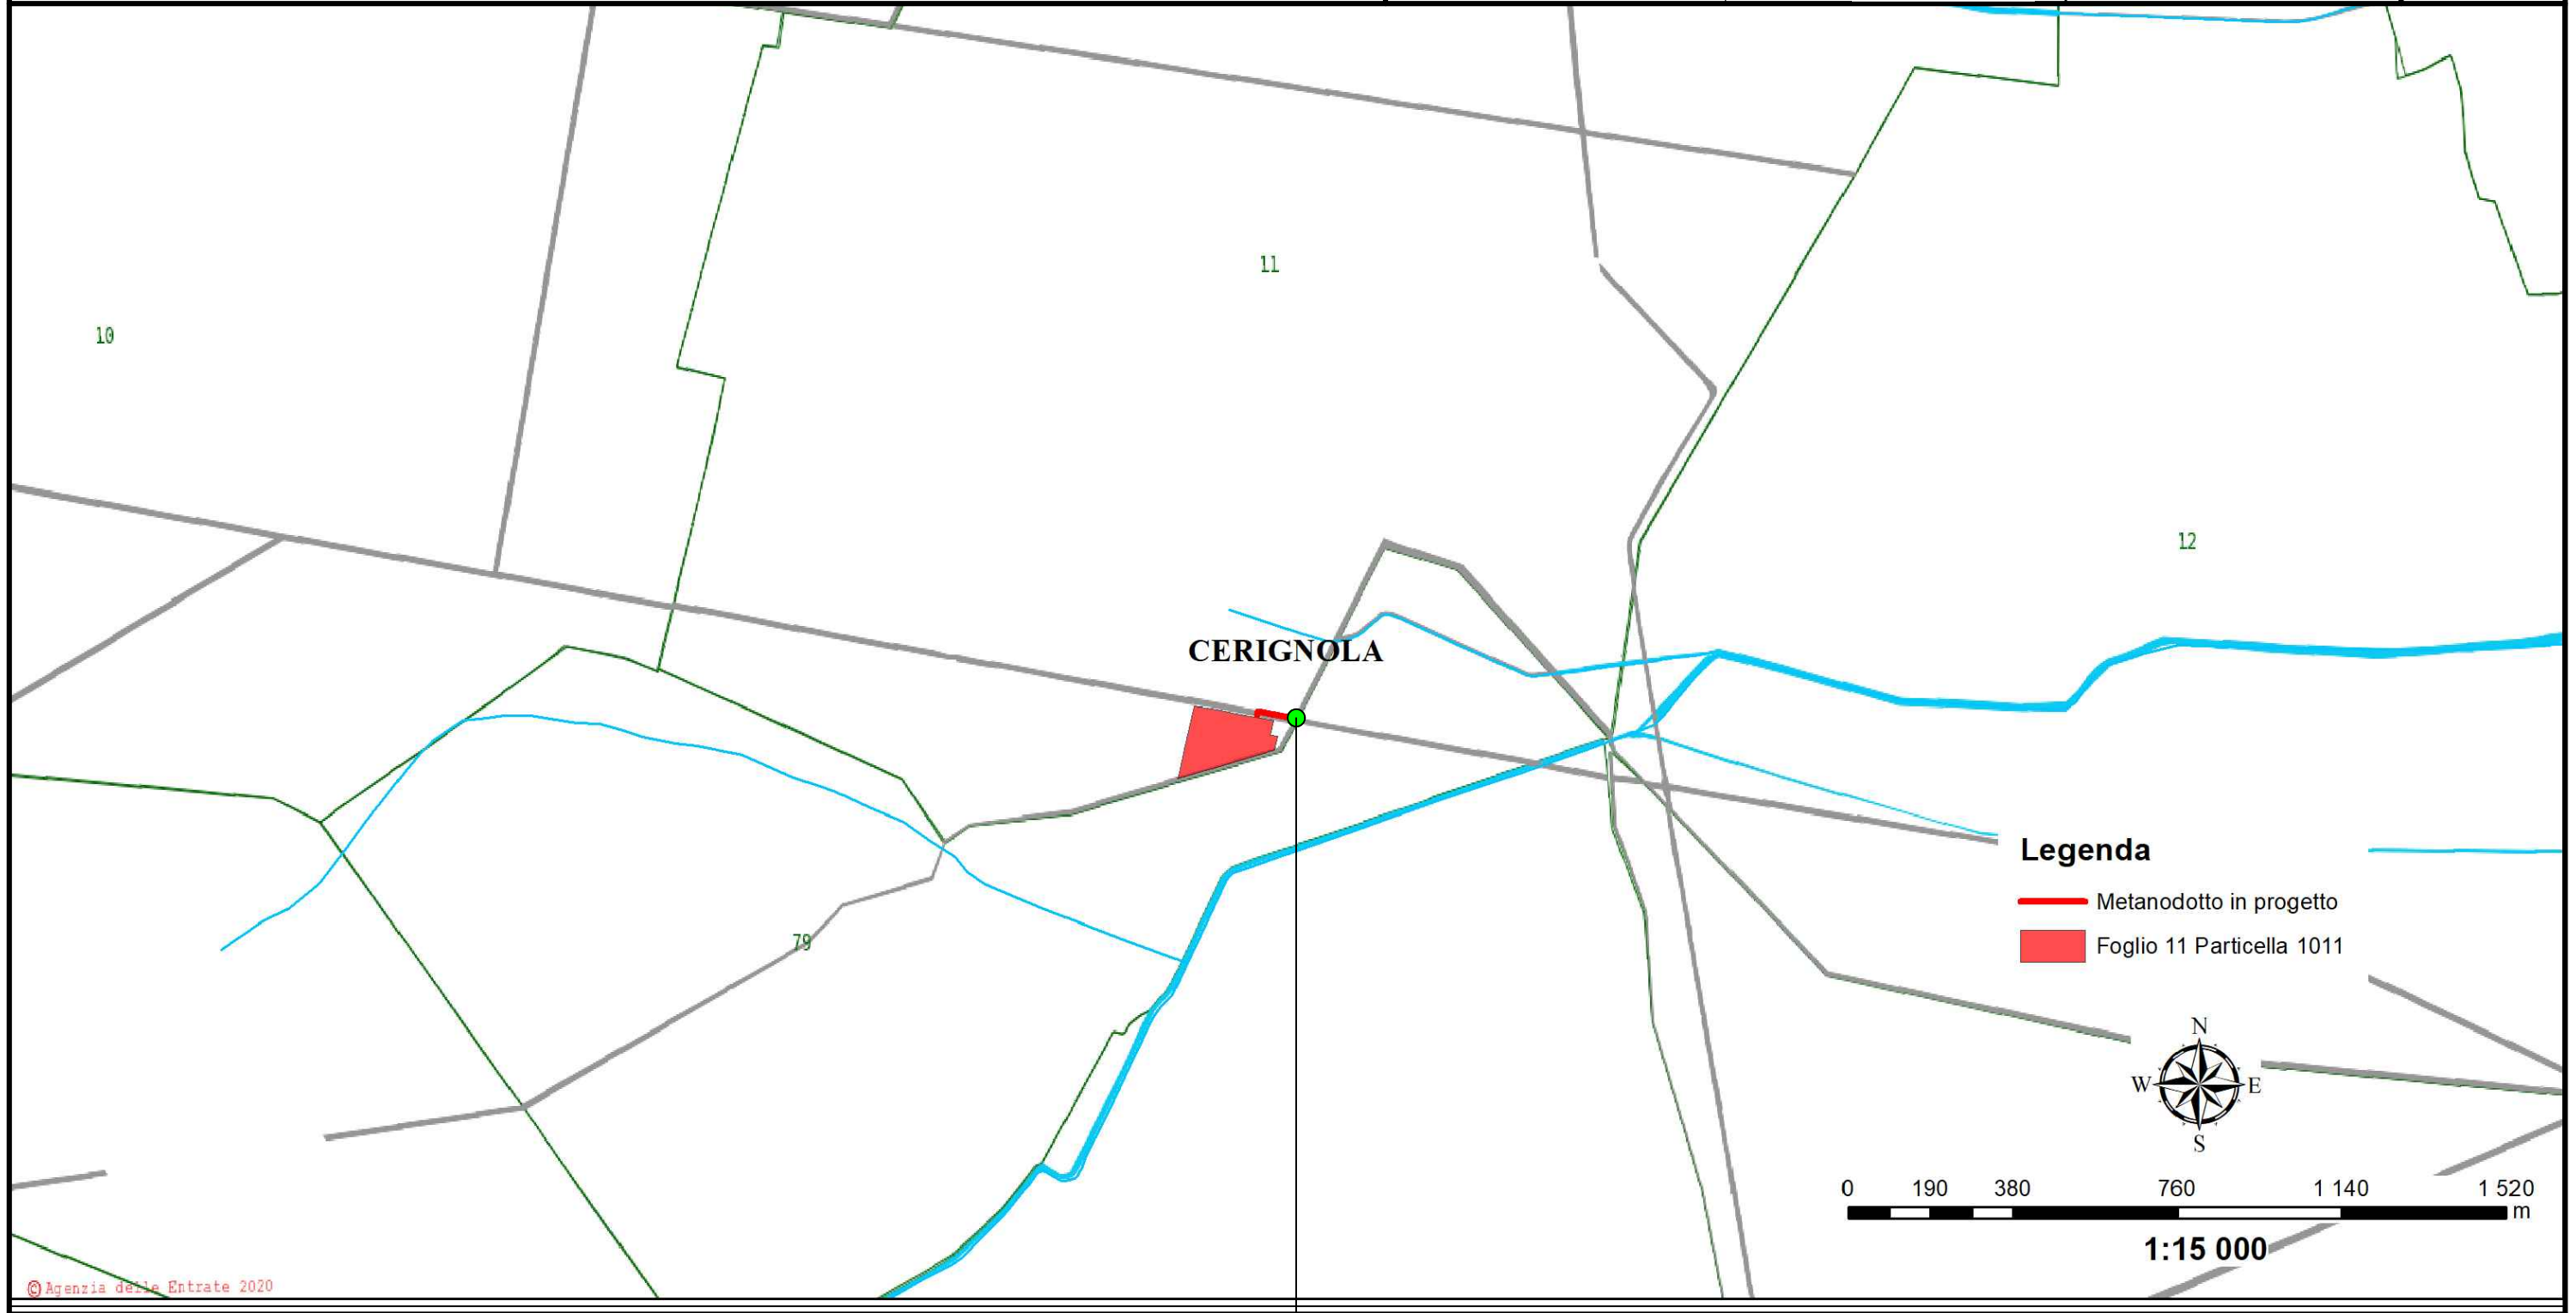 11
10
12
CERIGNOLA
Legenda
Metanodotto in progetto
79
Foglio 11 Particella 1011
N
W E
S
0 190 380 760 1 140 1 520
m
1:15 000
©Agenzia delle Entrate 2020